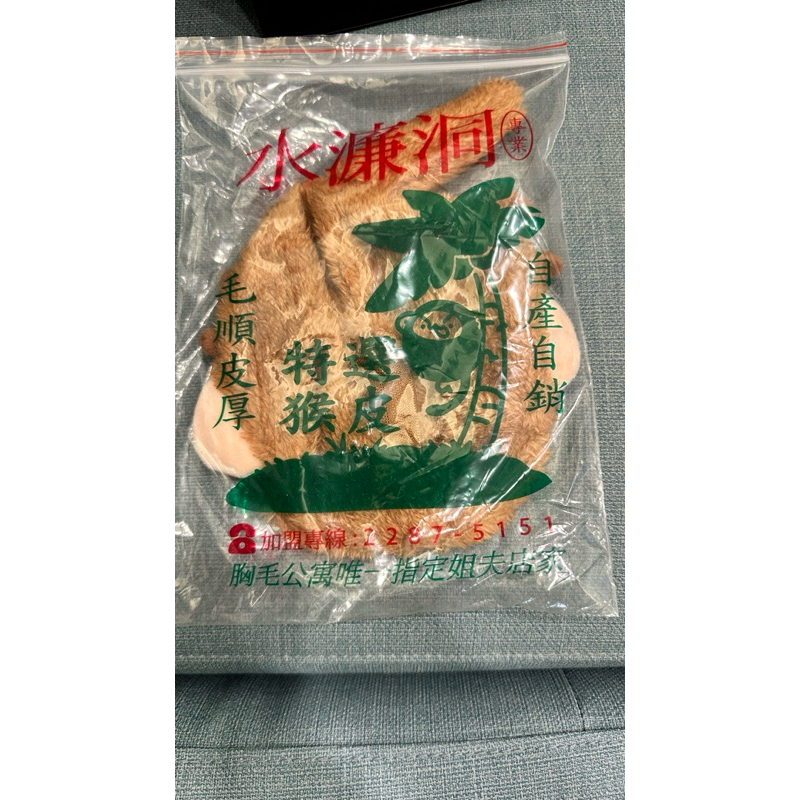 水濂洞 專業
自產自銷
特選
猴皮
毛順皮厚
加盟專線:2287-5151
胸毛公寓唯一指定姐夫店家